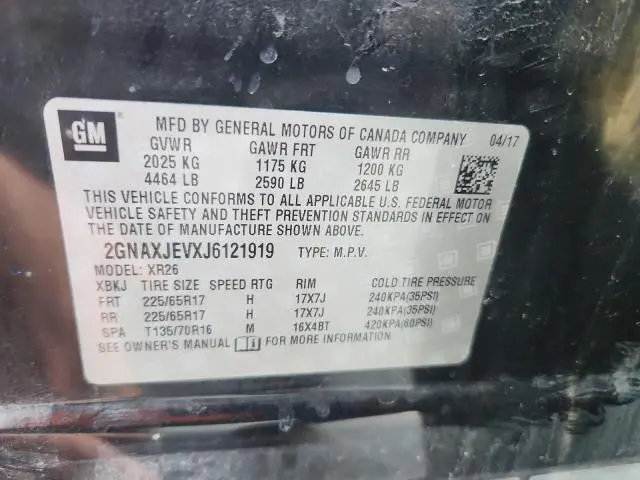 GM
MFD BY GENERAL MOTORS OF CANADA COMPANY 04/17
GVWR GAWR FRT GAWR RR
2025 KG 1175 KG 1200 KG
4464 LB 2590 LB 2645 LB
THIS VEHICLE CONFORMS TO ALL APPLICABLE U.S. FEDERAL MOTOR
VEHICLE SAFETY AND THEFT PREVENTION STANDARDS IN EFFECT ON
THE DATE OF MANUFACTURE SHOWN ABOVE.
2GNAXJEVXJ6121919 TYPE: M.P.V.
MODEL: XR26
XBKJ TIRE SIZE SPEED RTG RIM COLD TIRE PRESSURE
FRT 225/65R17 H 17X7J 240KPA(35PSI)
RR 225/65R17 H 17X7J 240KPA(35PSI)
SPA T135/70R16 M 16X4BT 420KPA(60PSI)
SEE OWNER'S MANUAL FOR MORE INFORMATION